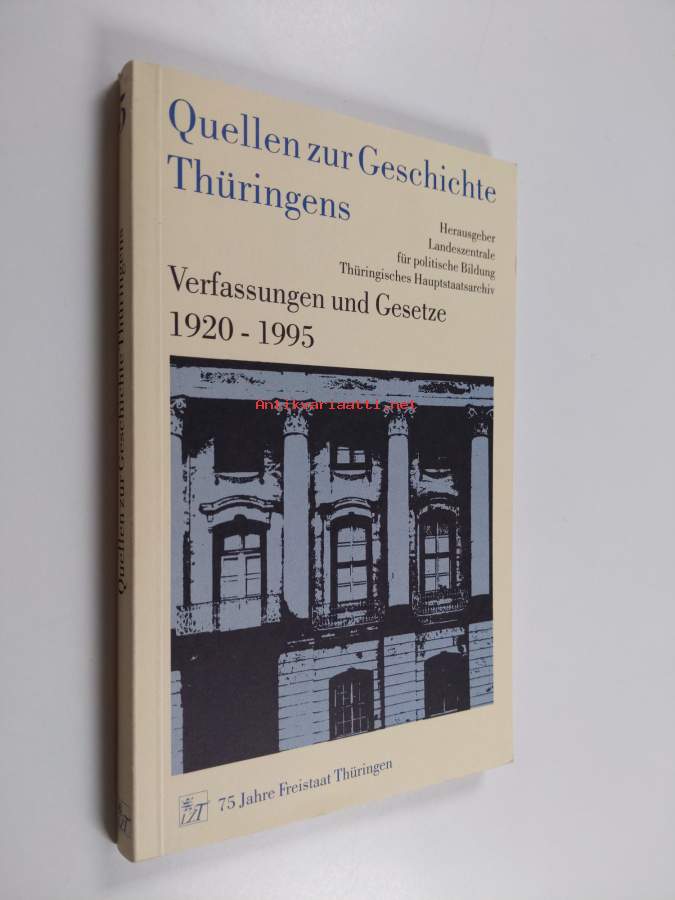 Quellen zur Geschichte
Thüringens
Herausgeber
Landeszentrale
für politische Bildung
Thüringisches Hauptstaatsarchiv
Verfassungen und Gesetze
1920 - 1995
Antikvariaatti.net
75 Jahre Freistaat Thüringen
Quellen zur Geschichte Thüringens